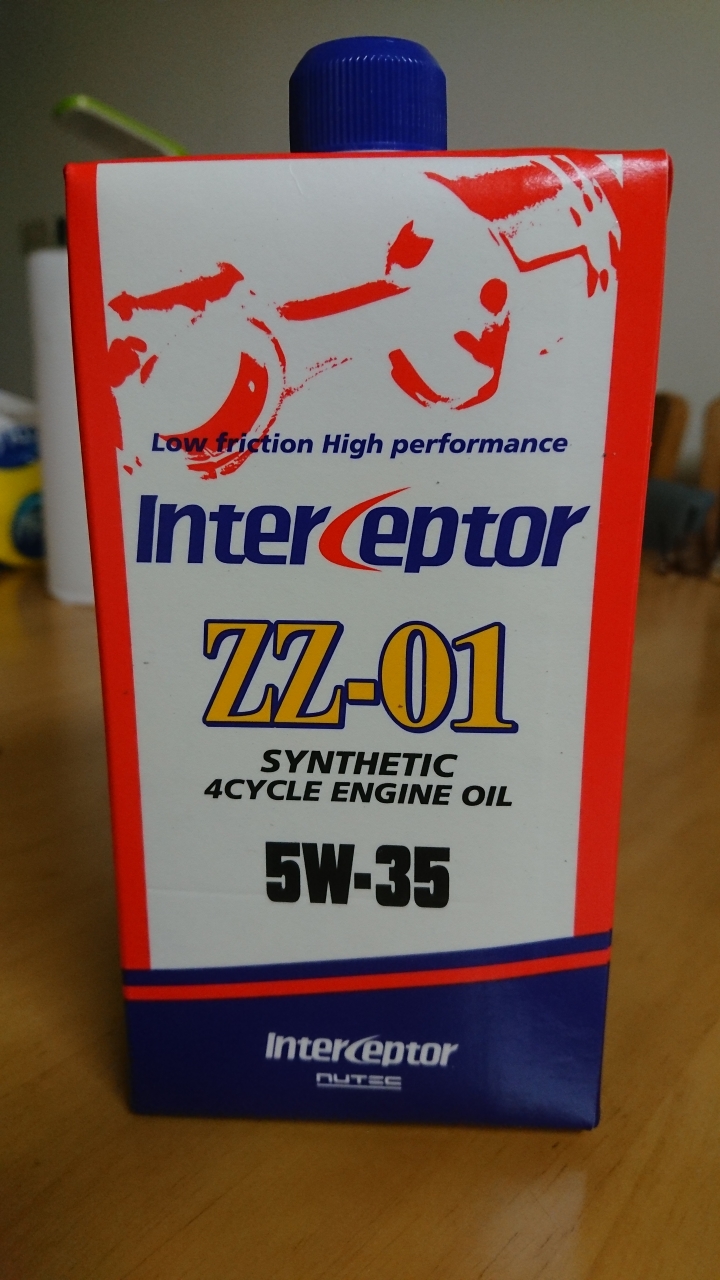 Low friction High performance
Interceptor
ZZ-01
SYNTHETIC
4CYCLE ENGINE OIL
5W-35
Interceptor
NUTEC